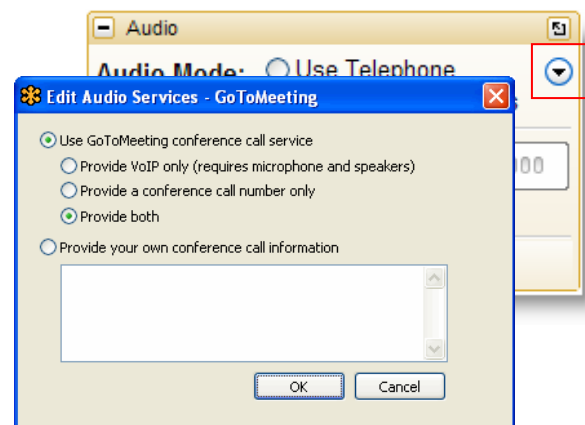 Audio
Audio Mode: Use Telephone
Edit Audio Services - GoToMeeting
Use GoToMeeting conference call service
Provide VoIP only (requires microphone and speakers)
Provide a conference call number only
Provide both
Provide your own conference call information
OK Cancel